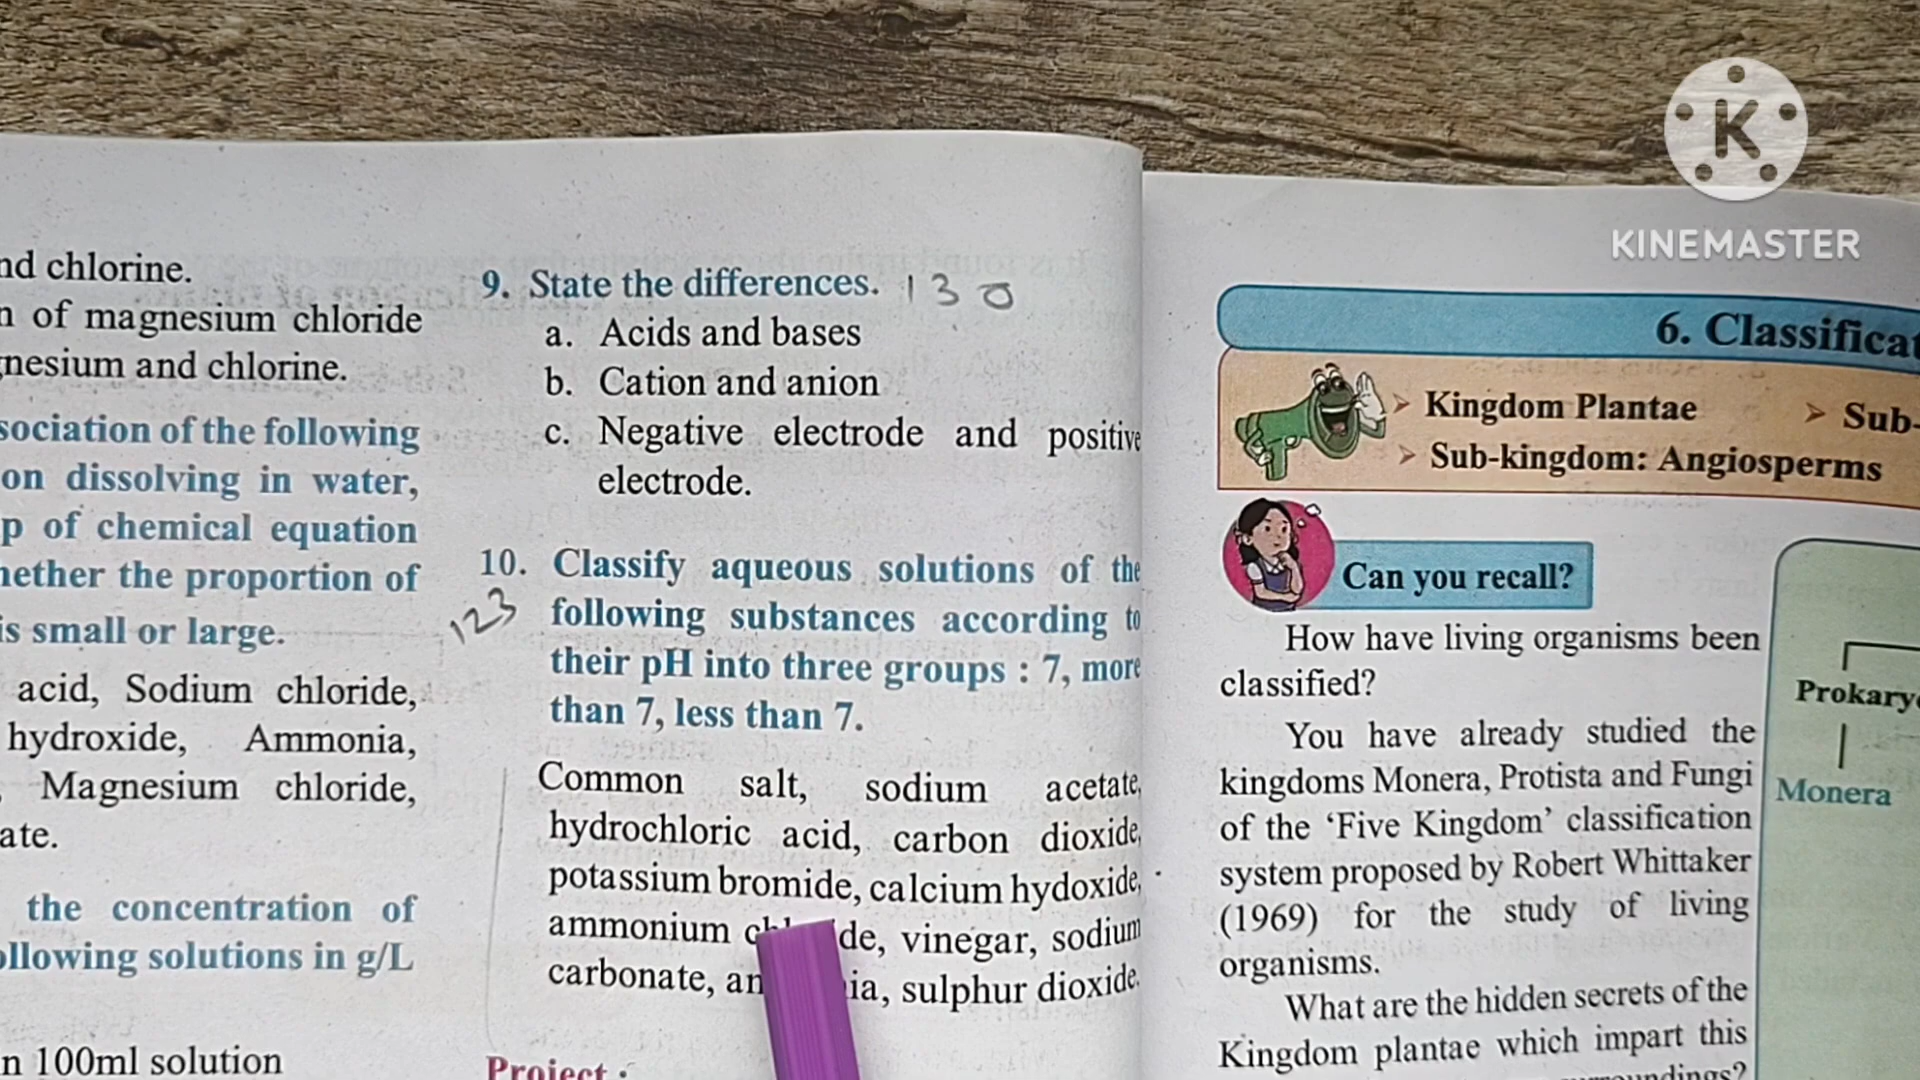 KINEMASTER
nd chlorine.
n of magnesium chloride
gnesium and chlorine.
sociation of the following
on dissolving in water,
p of chemical equation
hether the proportion of
is small or large.
acid, Sodium chloride,
hydroxide, Ammonia,
Magnesium chloride,
ate.
the concentration of
ollowing solutions in g/L
n 100ml solution
9. State the differences. 130
a. Acids and bases
b. Cation and anion
c. Negative electrode and positive
electrode.
10. Classify aqueous solutions of the
123 following substances according to
their pH into three groups : 7, more
than 7, less than 7.
Common salt, sodium acetate,
hydrochloric acid, carbon dioxide,
potassium bromide, calcium hydoxide,
ammonium de, vinegar, sodium
carbonate, ia, sulphur dioxide.
Project :
6. Classificat
Kingdom Plantae
Sub-
Sub-kingdom: Angiosperms
Can you recall?
How have living organisms been
classified?
You have already studied the
kingdoms Monera, Protista and Fungi
of the ‘Five Kingdom’ classification
system proposed by Robert Whittaker
(1969) for the study of living
organisms.
What are the hidden secrets of the
Kingdom plantae which impart this
Prokaryo
Monera